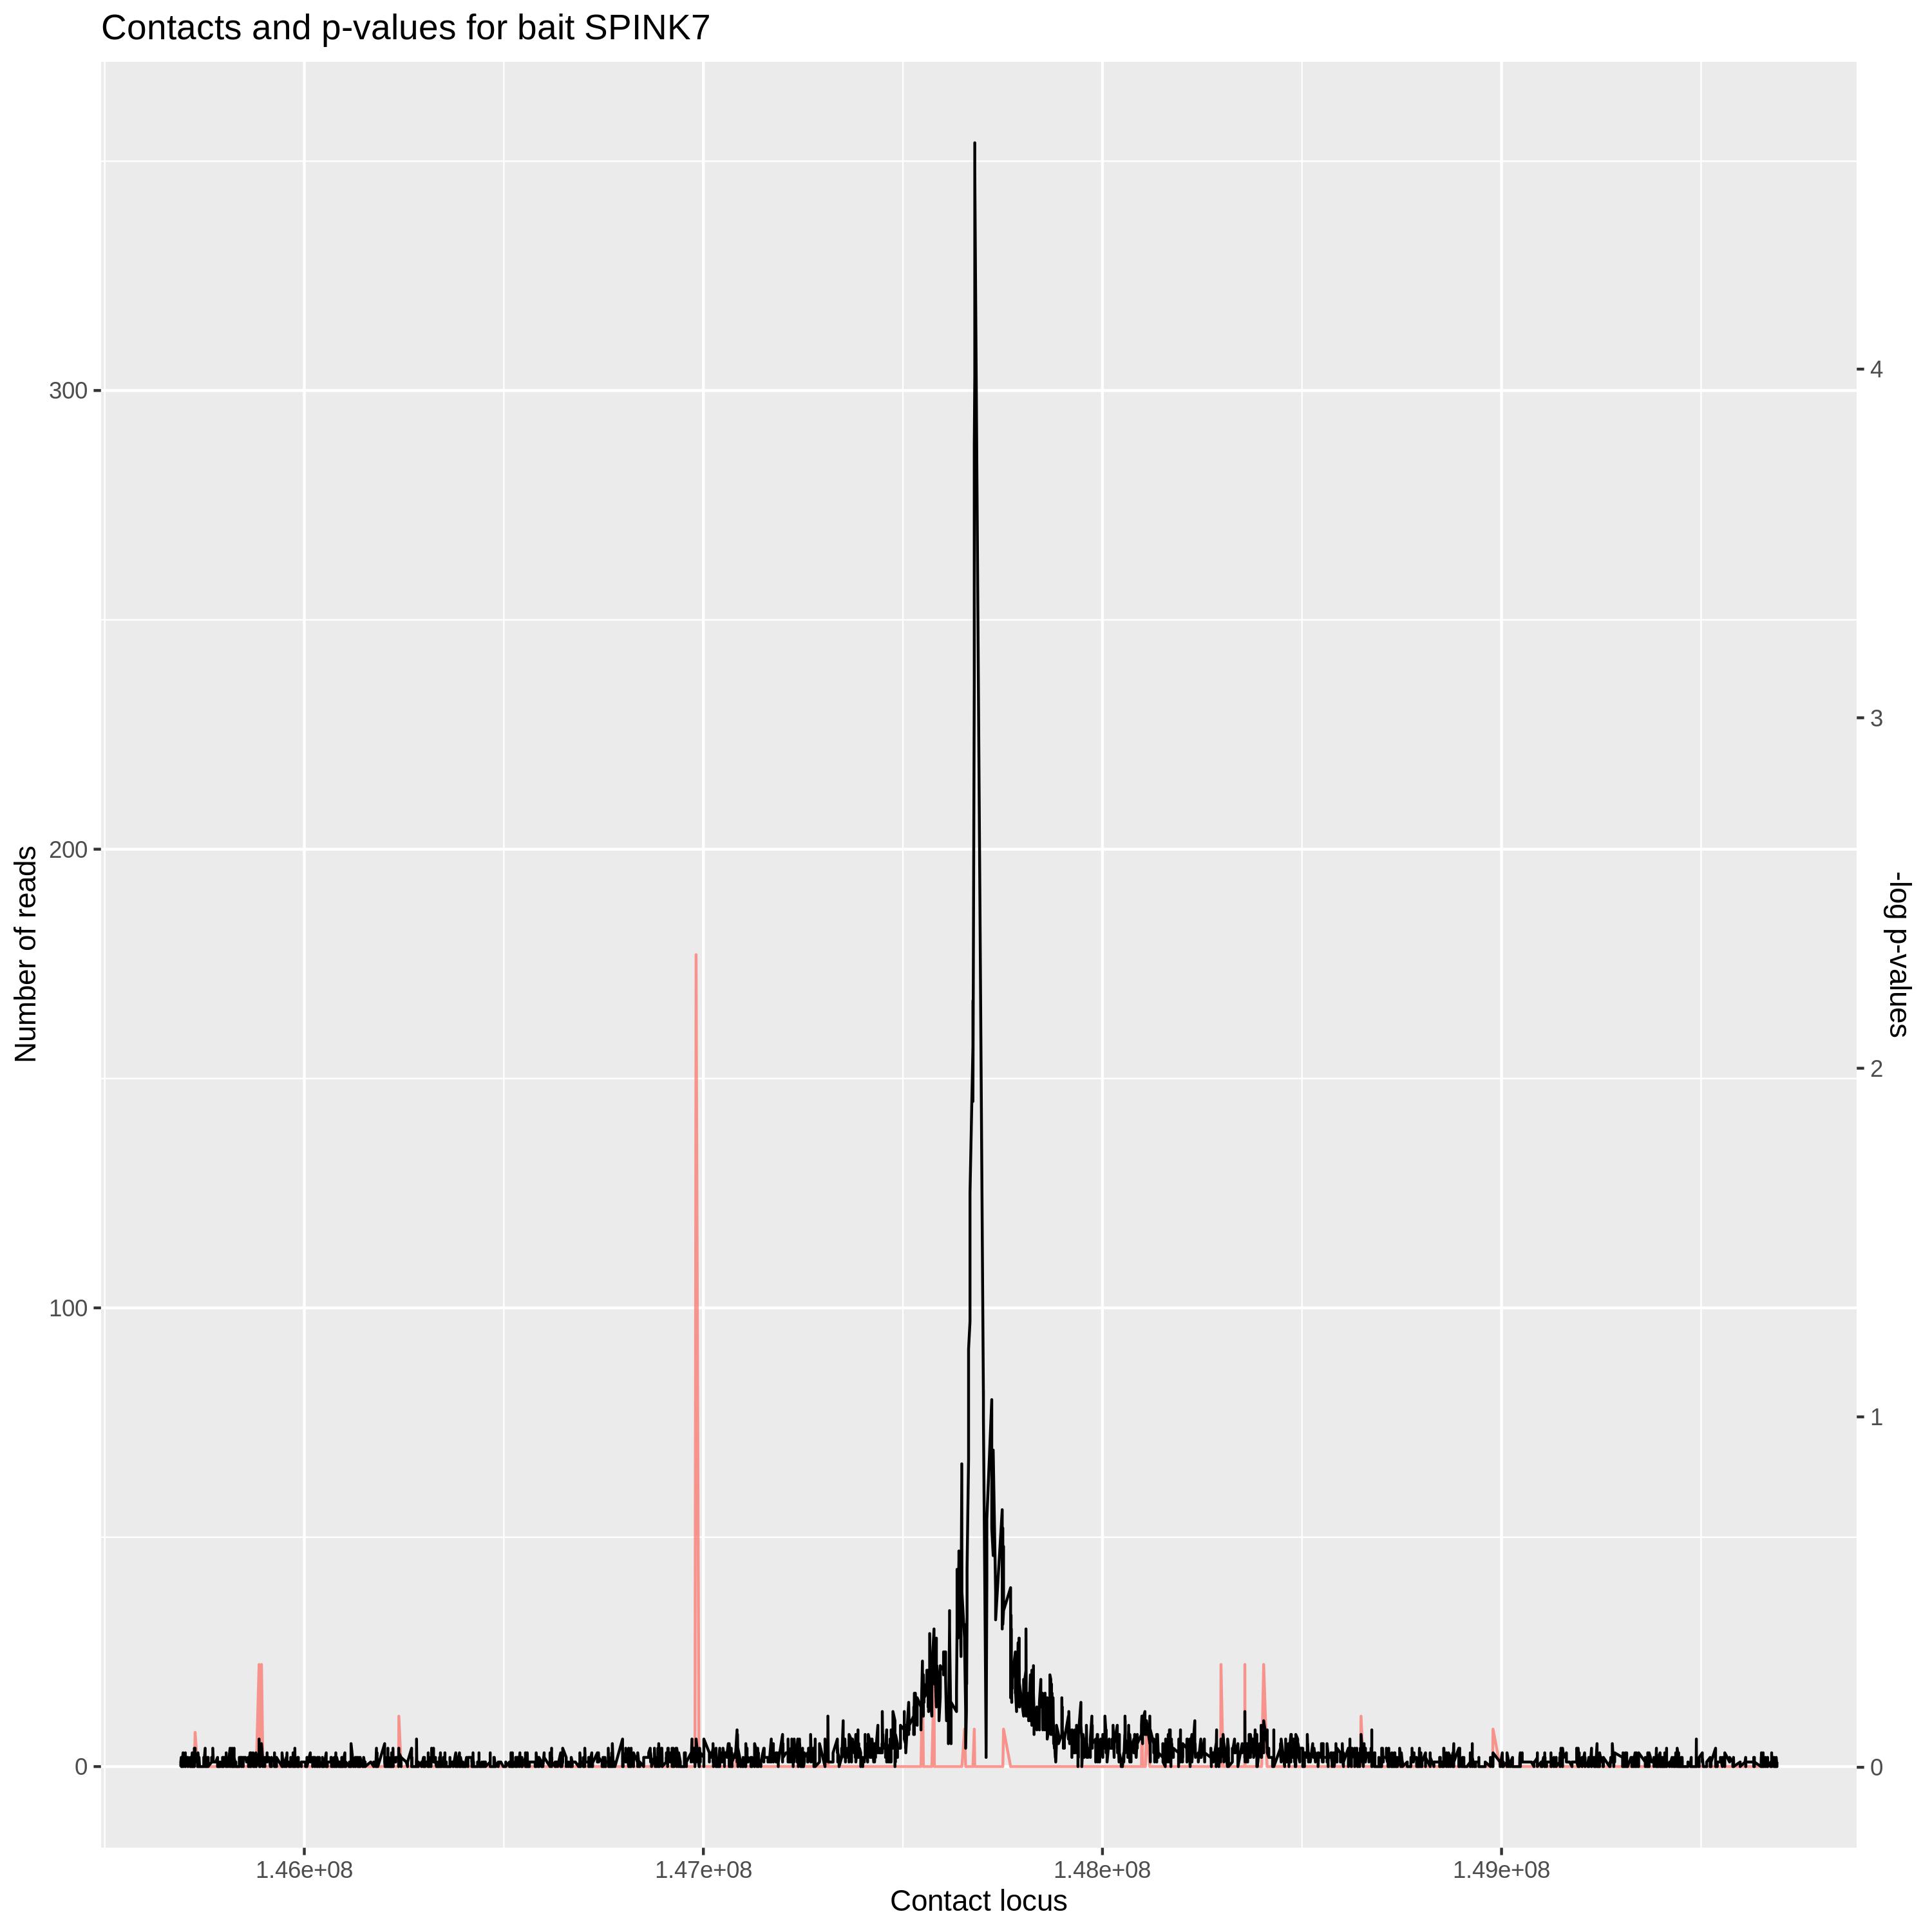 Contacts and p-values for bait SPINK7
Number of reads
300
200
100
0
4
3
2
1
0
-log p-values
1.46e+08 1.47e+08 1.48e+08 1.49e+08
Contact locus